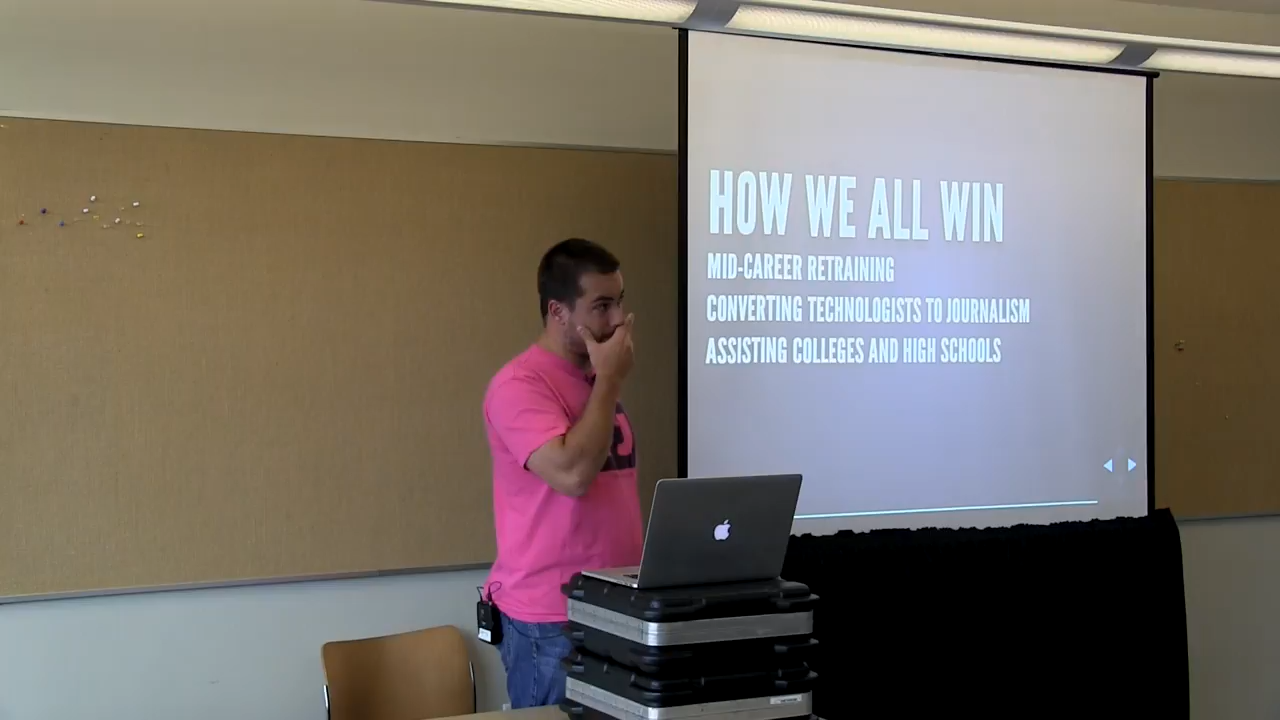 HOW WE ALL WIN
MID-CAREER RETRAINING
CONVERTING TECHNOLOGISTS TO JOURNALISM
ASSISTING COLLEGES AND HIGH SCHOOLS